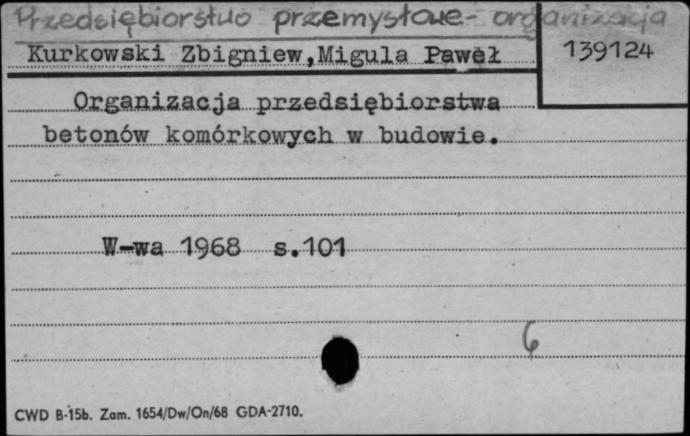 Przedsiębiorstwo przemysłowe - organizacja
Kurkowski Zbigniew,Migula Paweł
139124
Organizacja przedsiębiorstwa
betonów komórkowych w budowie.
W-wa 1968 s.101
6
CWD B-15b. Zam. 1654/Dw/On/68 GDA-2710.